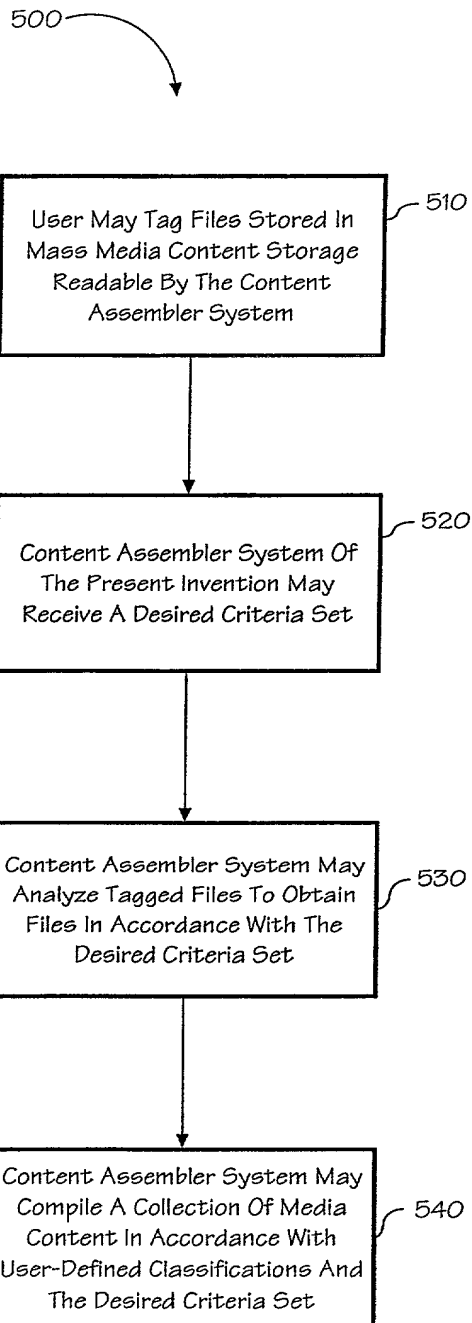 500
User May Tag Files Stored In
Mass Media Content Storage
Readable By The Content
Assembler System
510
Content Assembler System Of
The Present Invention May
Receive A Desired Criteria Set
520
Content Assembler System May
Analyze Tagged Files To Obtain
Files In Accordance With The
Desired Criteria Set
530
Content Assembler System May
Compile A Collection Of Media
Content In Accordance With
User-Defined Classifications And
The Desired Criteria Set
540